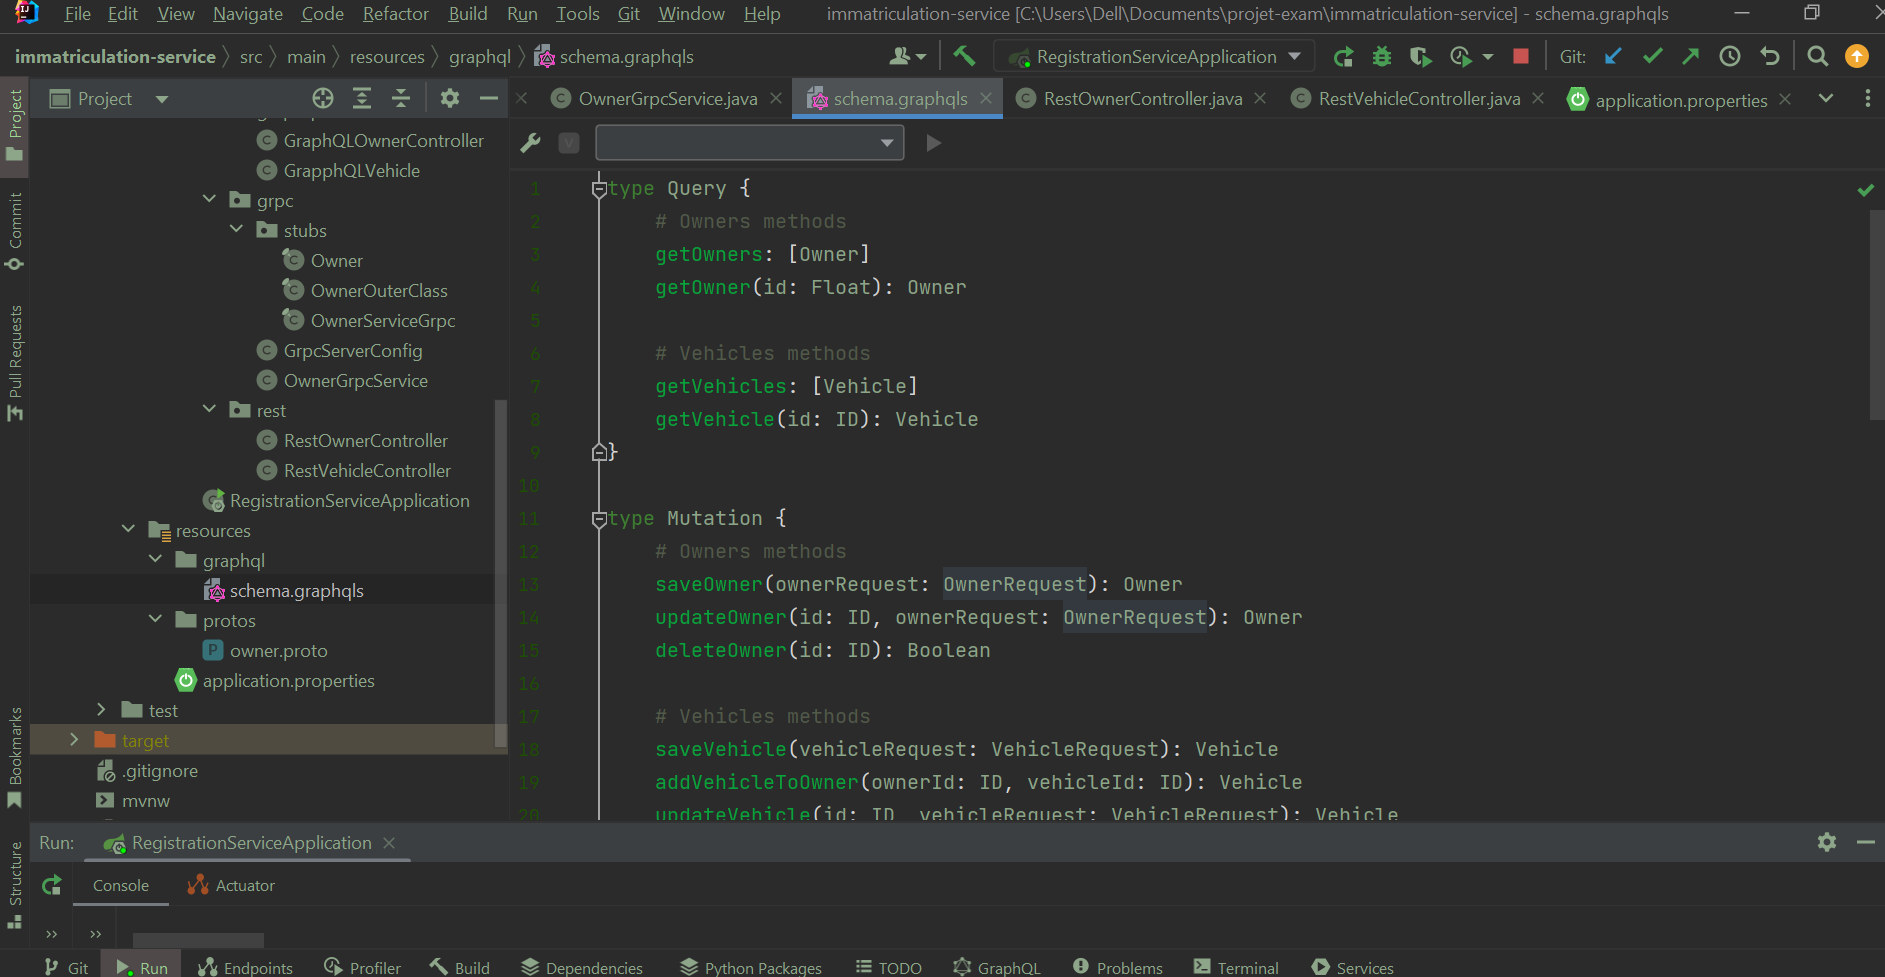 File Edit View Navigate Code Refactor Build Run Tools Git Window Help immatriculation-service [C:\Users\Dell\Documents\projet-exam\immatriculation-service] - schema.graphqls
immatriculation-service src main resources graphql schema.graphqls RegistrationServiceApplication Git:
Project
OwnerGrpcService.java schema.graphqls RestOwnerController.java RestVehicleController.java application.properties
Project
Commit
Pull Requests
Bookmarks
Structure
GraphQLOwnerController
GrapphQLVehicle
grpc
stubs
Owner
OwnerOuterClass
OwnerServiceGrpc
GrpcServerConfig
OwnerGrpcService
rest
RestOwnerController
RestVehicleController
RegistrationServiceApplication
resources
graphql
schema.graphqls
protos
owner.proto
application.properties
test
target
.gitignore
mvnw
1 type Query {
2 # Owners methods
3 getOwners: [Owner]
4 getOwner(id: Float): Owner
5
6 # Vehicles methods
7 getVehicles: [Vehicle]
8 getVehicle(id: ID): Vehicle
9 }
10
11 type Mutation {
12 # Owners methods
13 saveOwner(ownerRequest: OwnerRequest): Owner
14 updateOwner(id: ID, ownerRequest: OwnerRequest): Owner
15 deleteOwner(id: ID): Boolean
16
17 # Vehicles methods
18 saveVehicle(vehicleRequest: VehicleRequest): Vehicle
19 addVehicleToOwner(ownerId: ID, vehicleId: ID): Vehicle
20 updateVehicle(id: ID, vehicleRequest: VehicleRequest): Vehicle
Run: RegistrationServiceApplication
Console Actuator
Git Run Endpoints Profiler Build Dependencies Python Packages TODO GraphQL Problems Terminal Services